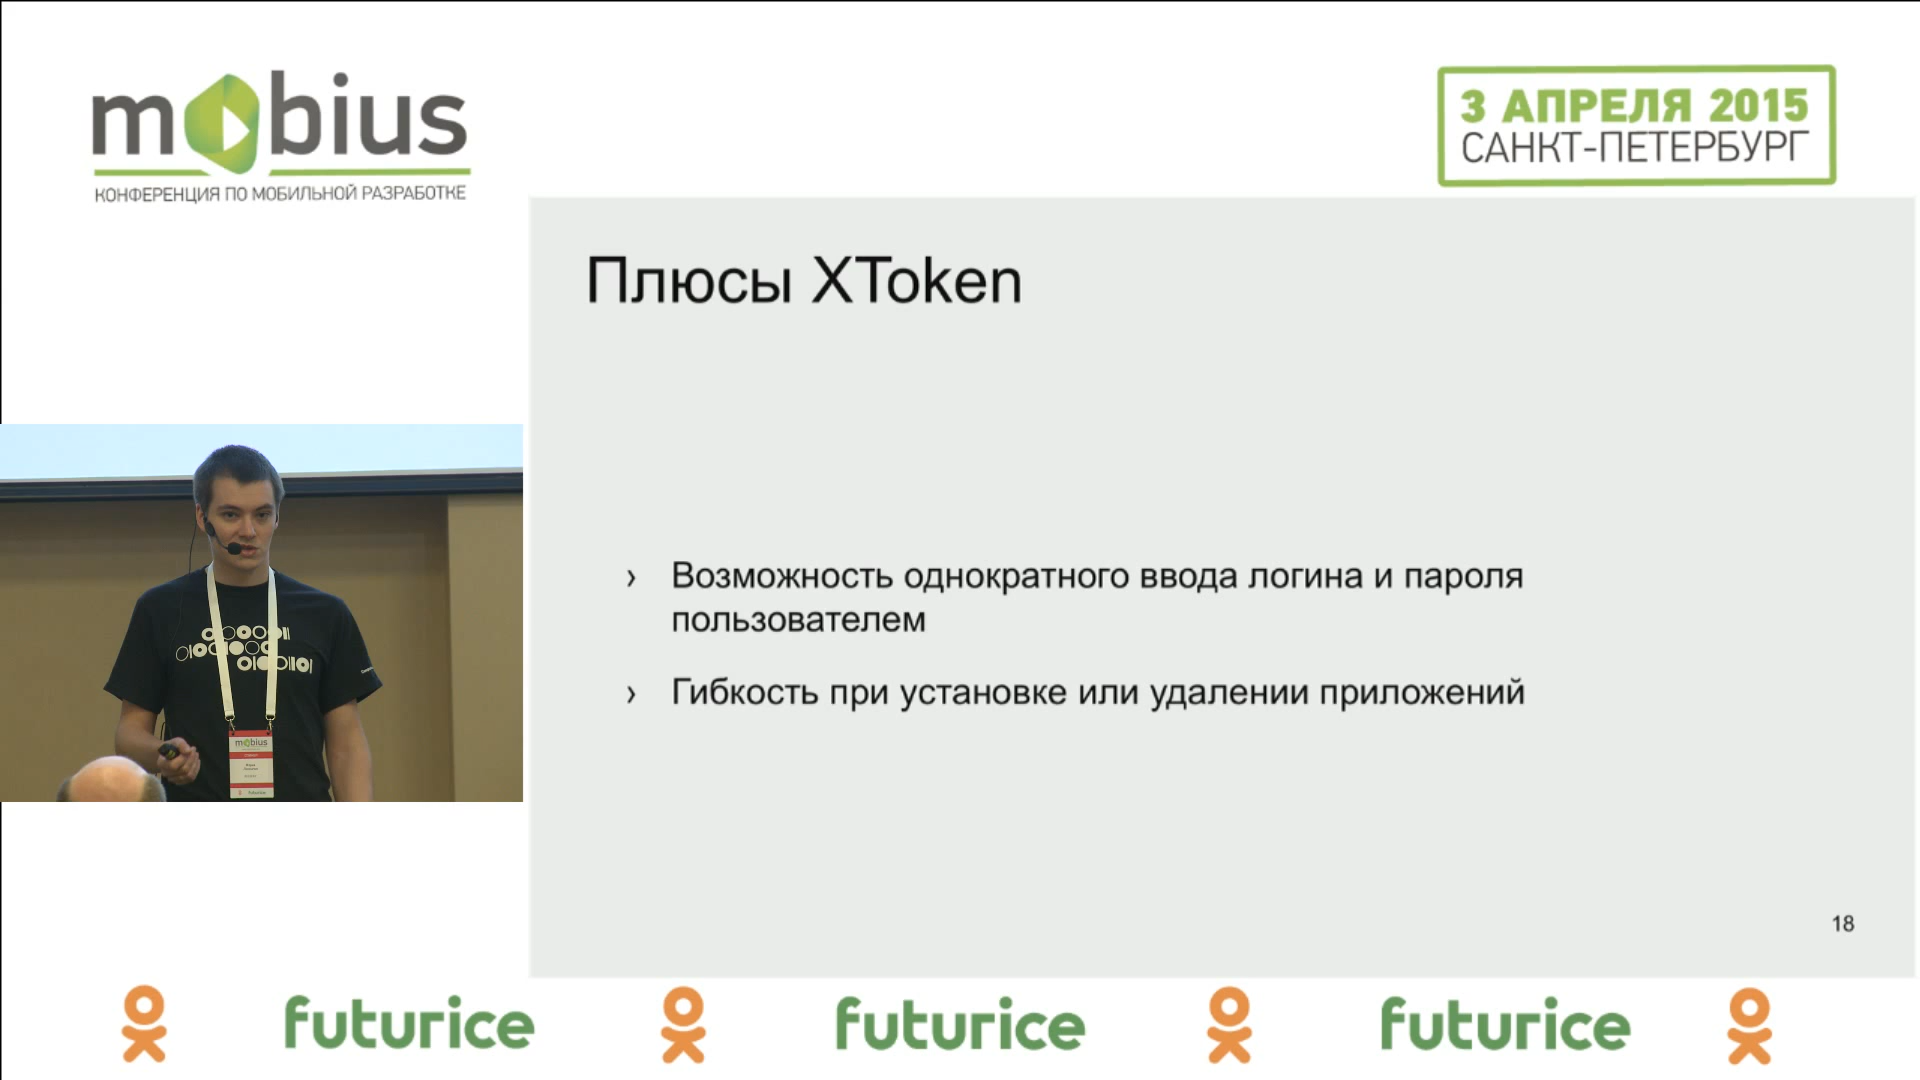 mobius
КОНФЕРЕНЦИЯ ПО МОБИЛЬНОЙ РАЗРАБОТКЕ
3 АПРЕЛЯ 2015
САНКТ-ПЕТЕРБУРГ
Плюсы XToken
› Возможность однократного ввода логина и пароля
пользователем
› Гибкость при установке или удалении приложений
18
mobius
futurice futurice futurice